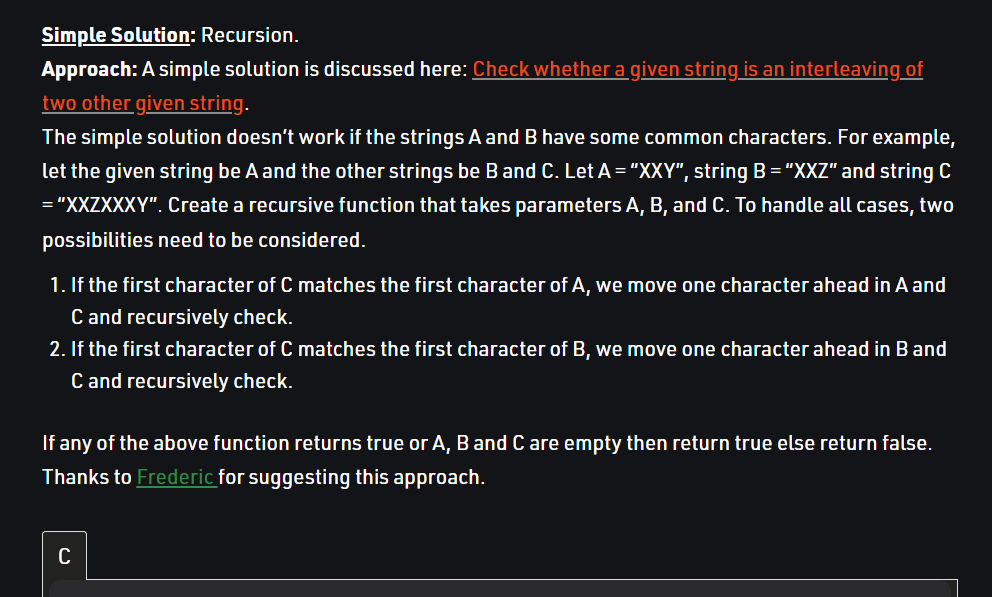 Simple Solution: Recursion.
Approach: A simple solution is discussed here: Check whether a given string is an interleaving of
two other given string.
The simple solution doesn’t work if the strings A and B have some common characters. For example,
let the given string be A and the other strings be B and C. Let A = “XXY”, string B = “XXZ” and string C
= “XXZXXXY”. Create a recursive function that takes parameters A, B, and C. To handle all cases, two
possibilities need to be considered.
1. If the first character of C matches the first character of A, we move one character ahead in A and
C and recursively check.
2. If the first character of C matches the first character of B, we move one character ahead in B and
C and recursively check.
If any of the above function returns true or A, B and C are empty then return true else return false.
Thanks to Frederic for suggesting this approach.
C